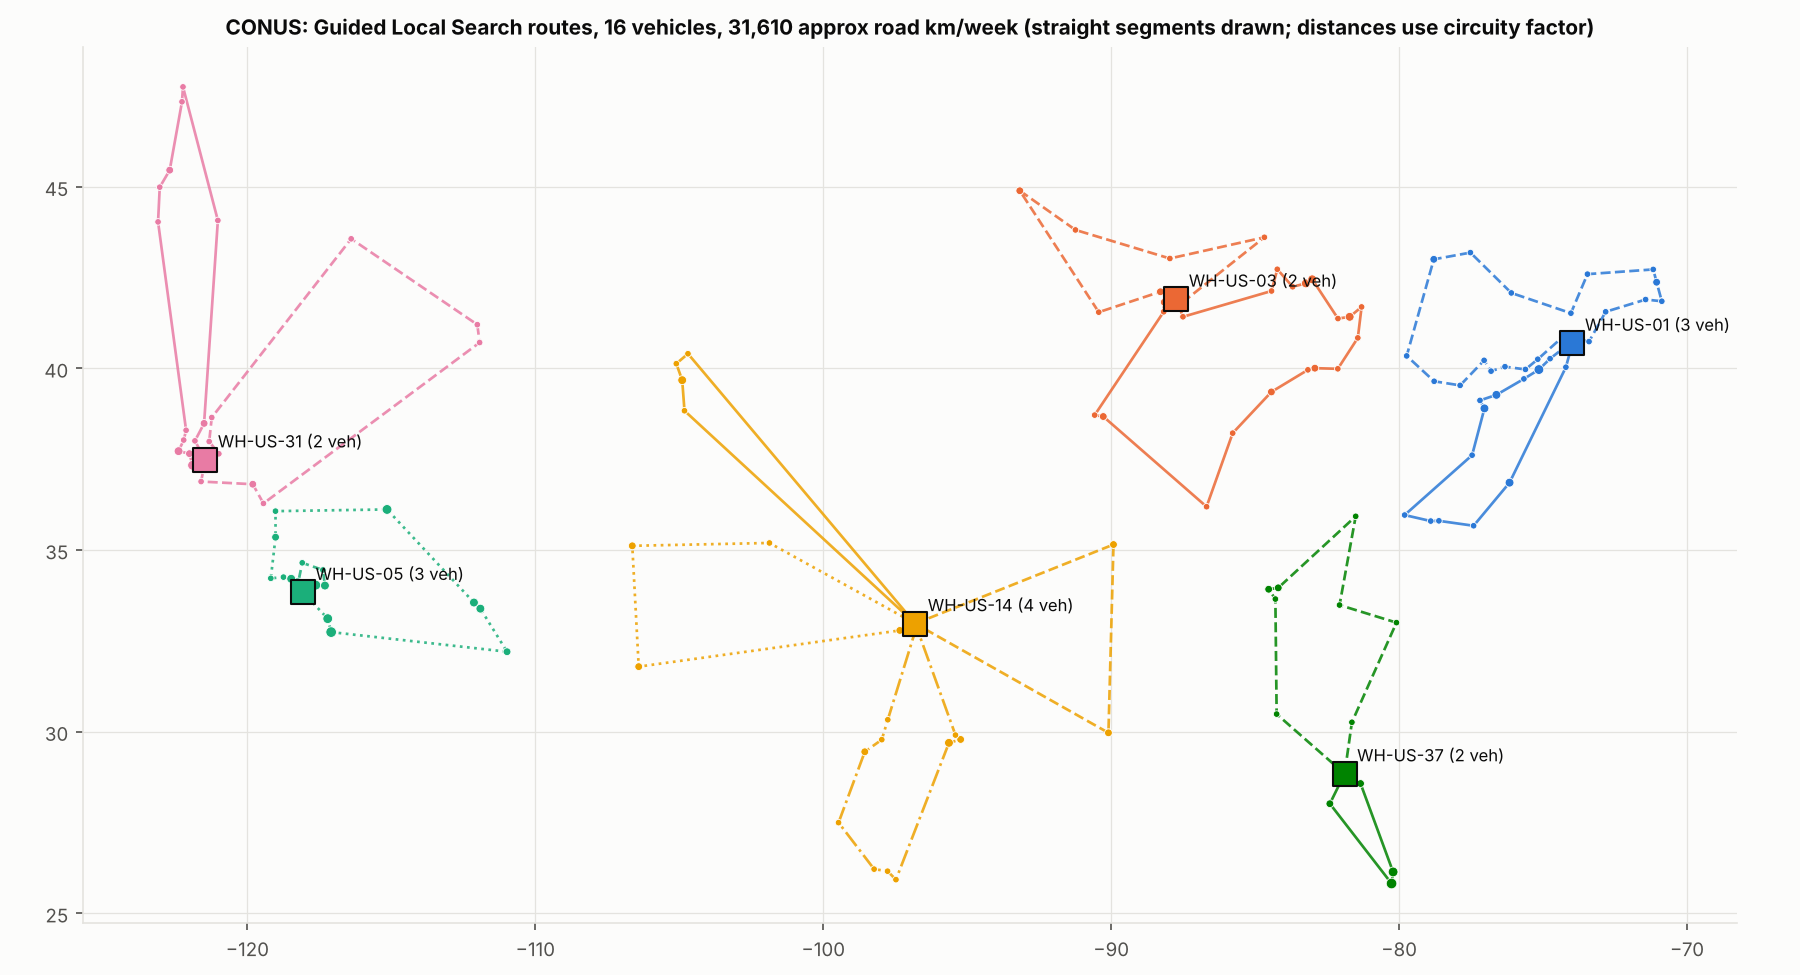 CONUS: Guided Local Search routes, 16 vehicles, 31,610 approx road km/week (straight segments drawn; distances use circuity factor)
45
40
35
30
25
WH-US-03 (2 veh)
WH-US-01 (3 veh)
WH-US-31 (2 veh)
WH-US-05 (3 veh)
WH-US-14 (4 veh)
WH-US-37 (2 veh)
−120
−110
−100
−90
−80
−70